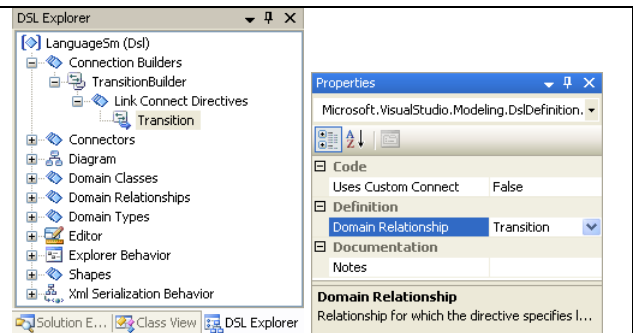 DSL Explorer
LanguageSm (Dsl)
Connection Builders
TransitionBuilder
Link Connect Directives
Transition
Connectors
Diagram
Domain Classes
Domain Relationships
Domain Types
Editor
Explorer Behavior
Shapes
Xml Serialization Behavior
Solution E... Class View DSL Explorer
Properties
Microsoft.VisualStudio.Modeling.DslDefinition.
Code
Uses Custom Connect False
Definition
Domain Relationship Transition
Documentation
Notes
Domain Relationship
Relationship for which the directive specifies l...